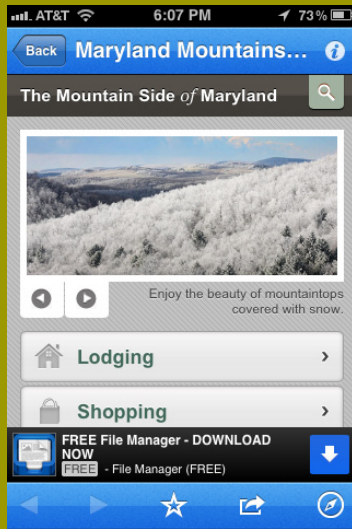 AT&T 6:07 PM 73%
Back Maryland Mountains...
The Mountain Side of Maryland
Enjoy the beauty of mountaintops
covered with snow.
Lodging
Shopping
FREE File Manager - DOWNLOAD
NOW
FREE - File Manager (FREE)